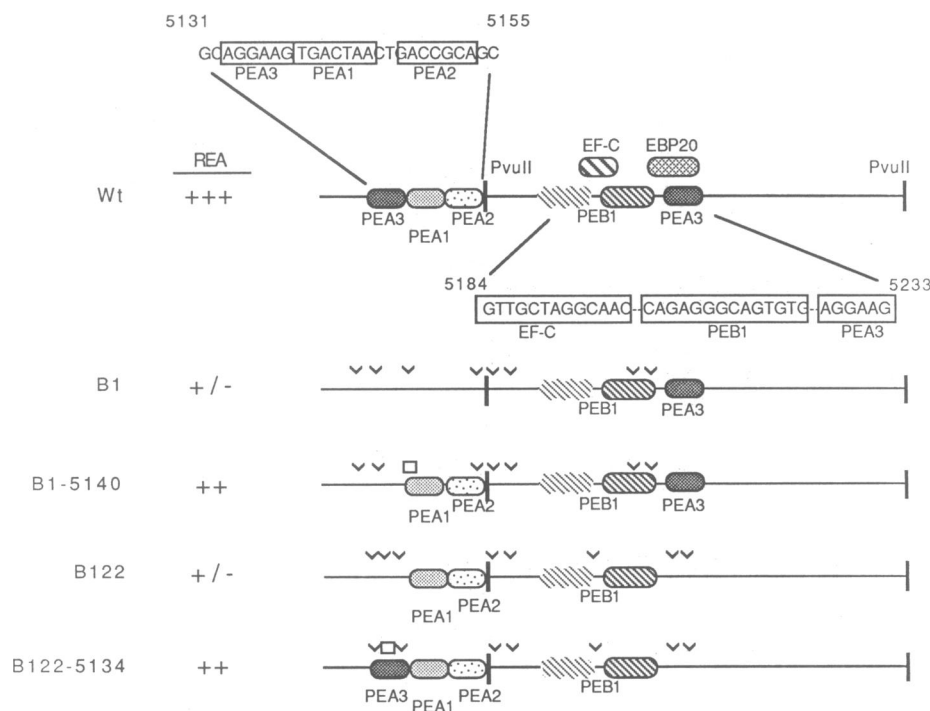 5131 5155
GCAGGAAGTGACTAACTGACCGCAGC
PEA3 PEA1 PEA2
REA
EF-C EBP20
PvuII PvuII
Wt +++
PEA3 PEA1 PEA2 PEB1 PEA3
5184 5233
GTTGCTAGGCAAC--CAGAGGGCAGTGTG--AGGAAG
EF-C PEB1 PEA3
B1 +/-
PEB1 PEA3
B1-5140 ++
PEA1 PEA2 PEB1 PEA3
B122 +/-
PEA1 PEA2 PEB1
B122-5134 ++
PEA3 PEA1 PEA2 PEB1